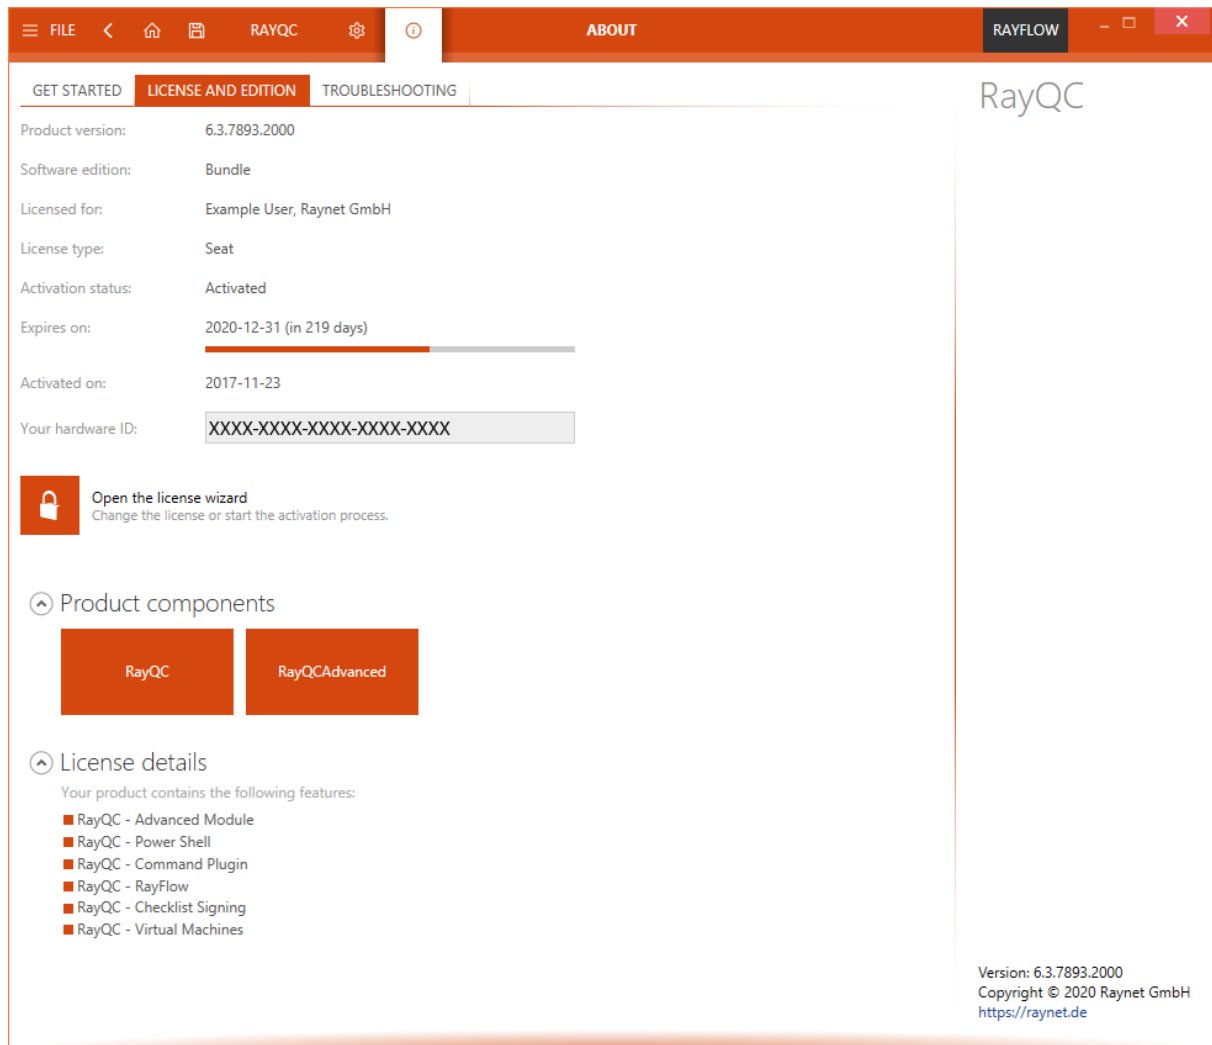 FILE RAYQC ABOUT RAYFLOW
GET STARTED LICENSE AND EDITION TROUBLESHOOTING
RayQC
Product version: 6.3.7893.2000
Software edition: Bundle
Licensed for: Example User, Raynet GmbH
License type: Seat
Activation status: Activated
Expires on: 2020-12-31 (in 219 days)
Activated on: 2017-11-23
Your hardware ID: XXXX-XXXX-XXXX-XXXX-XXXX
Open the license wizard
Change the license or start the activation process.
Product components
RayQC RayQCAdvanced
License details
Your product contains the following features:
RayQC - Advanced Module
RayQC - Power Shell
RayQC - Command Plugin
RayQC - RayFlow
RayQC - Checklist Signing
RayQC - Virtual Machines
Version: 6.3.7893.2000
Copyright © 2020 Raynet GmbH
https://raynet.de